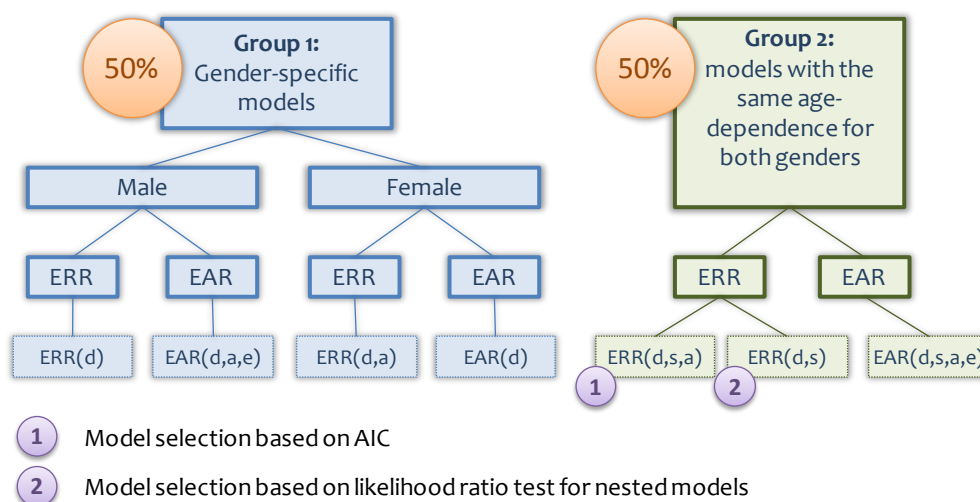 50%
Group 1:
Gender-specific
models
50%
Group 2:
models with the
same age-
dependence for
both genders
Male
Female
ERR
EAR
ERR
EAR
ERR
EAR
ERR(d)
EAR(d,a,e)
ERR(d,a)
EAR(d)
ERR(d,s,a)
ERR(d,s)
EAR(d,s,a,e)
1
2
1 Model selection based on AIC
2 Model selection based on likelihood ratio test for nested models